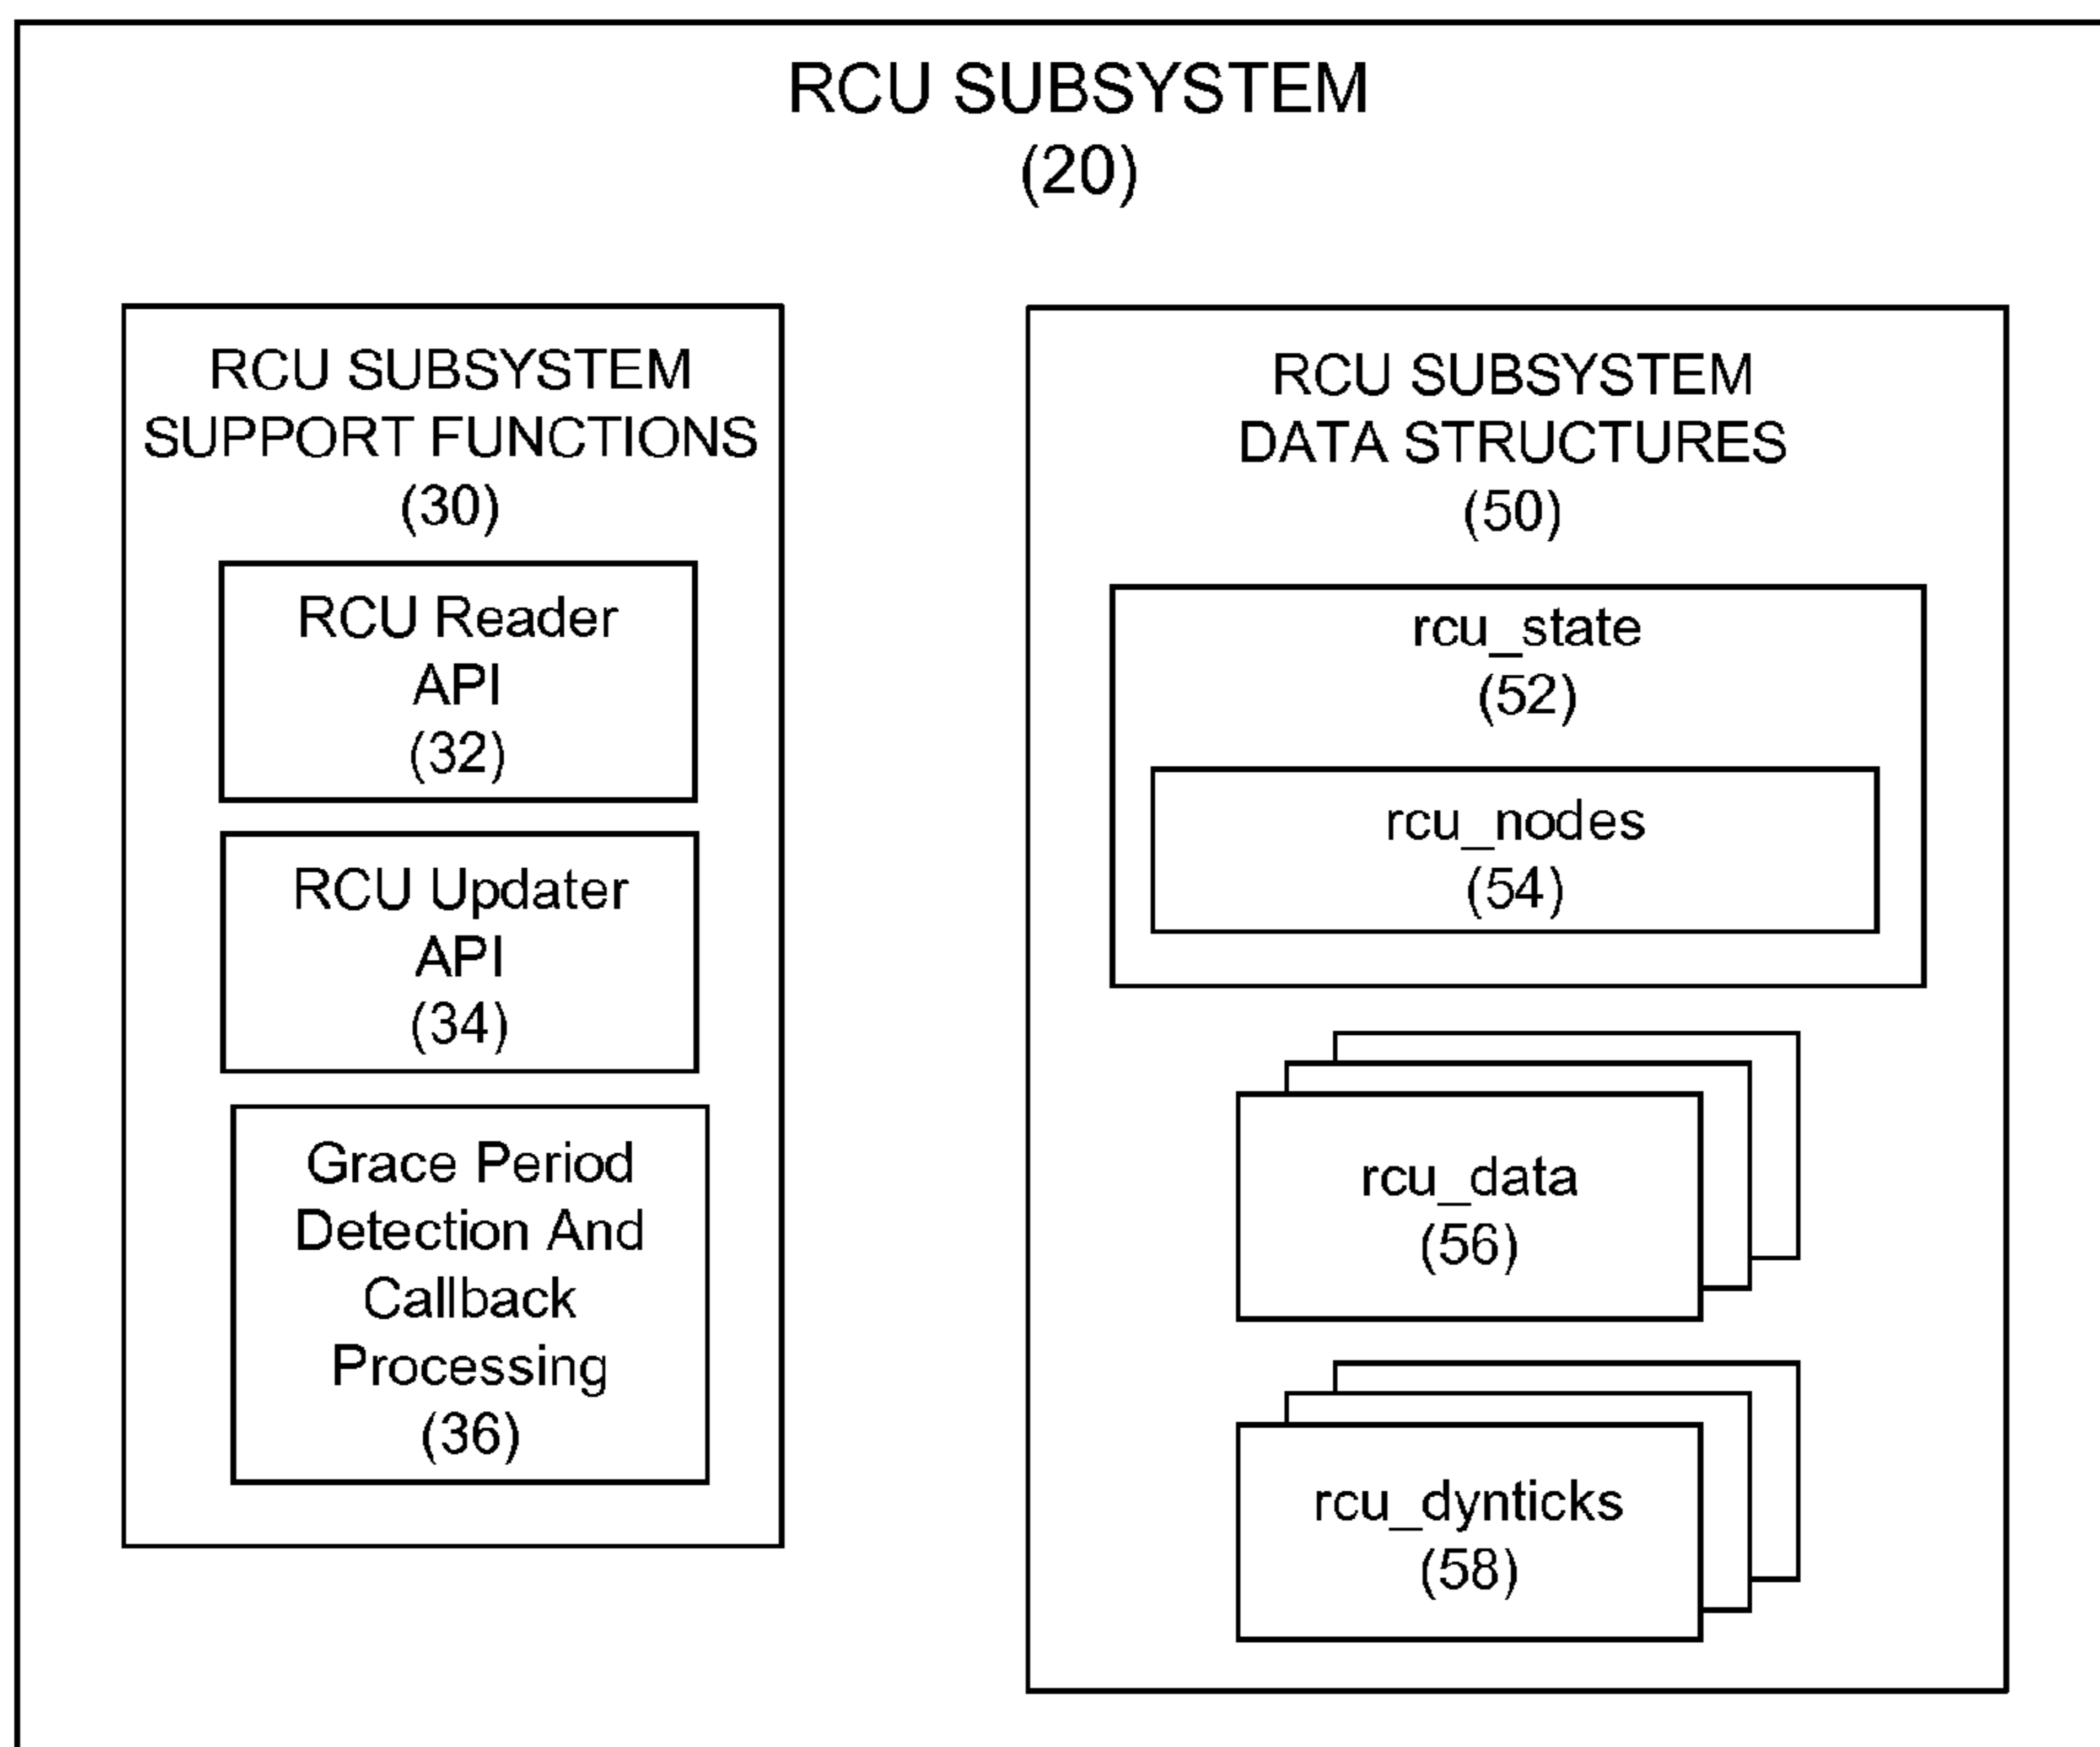 RCU SUBSYSTEM
(20)
RCU SUBSYSTEM
SUPPORT FUNCTIONS
(30)
RCU Reader
API
(32)
RCU Updater
API
(34)
Grace Period
Detection And
Callback
Processing
(36)
RCU SUBSYSTEM
DATA STRUCTURES
(50)
rcu_state
(52)
rcu_nodes
(54)
rcu_data
(56)
rcu_dynticks
(58)